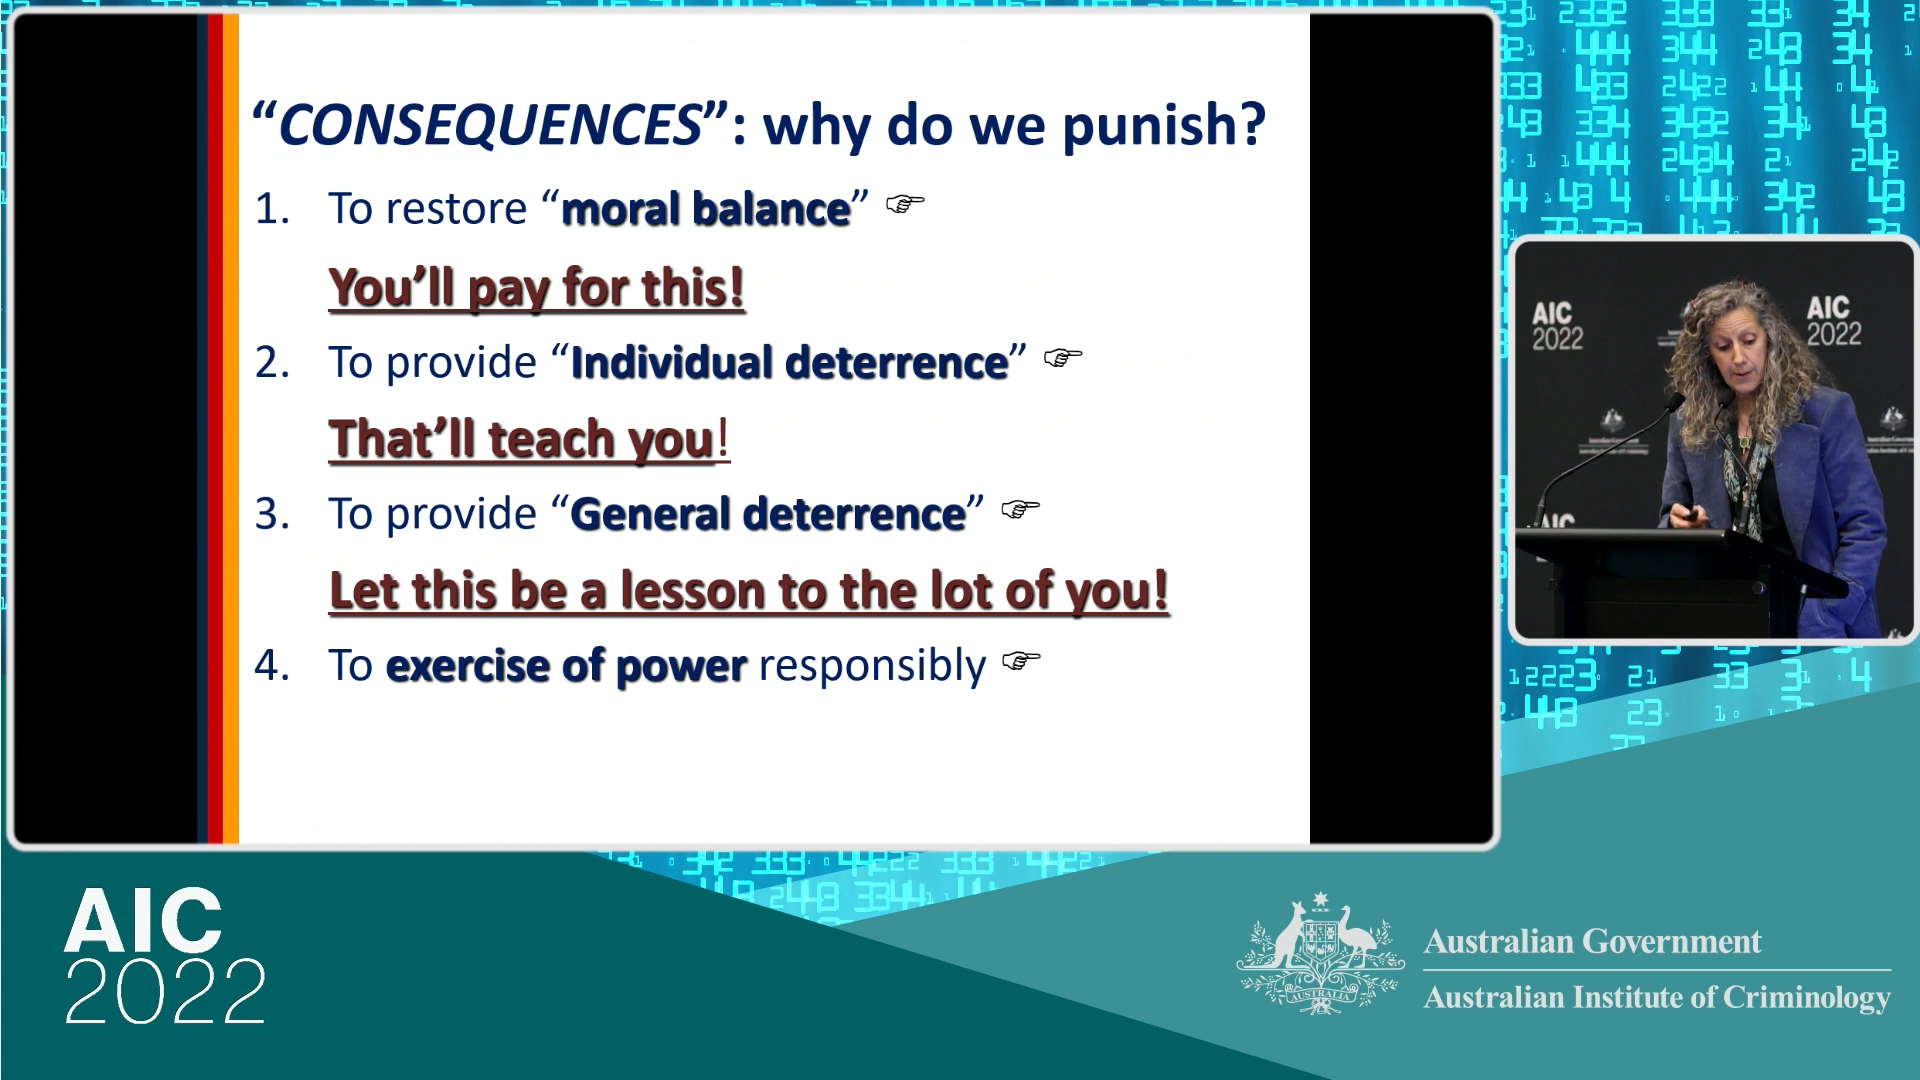 “CONSEQUENCES”: why do we punish?
1. To restore “moral balance” ☞
You’ll pay for this!
2. To provide “Individual deterrence” ☞
That’ll teach you!
3. To provide “General deterrence” ☞
Let this be a lesson to the lot of you!
4. To exercise of power responsibly ☞
AIC
2022
AIC
2022
AIC
AIC
2022
AUSTRALIA
Australian Government
Australian Institute of Criminology